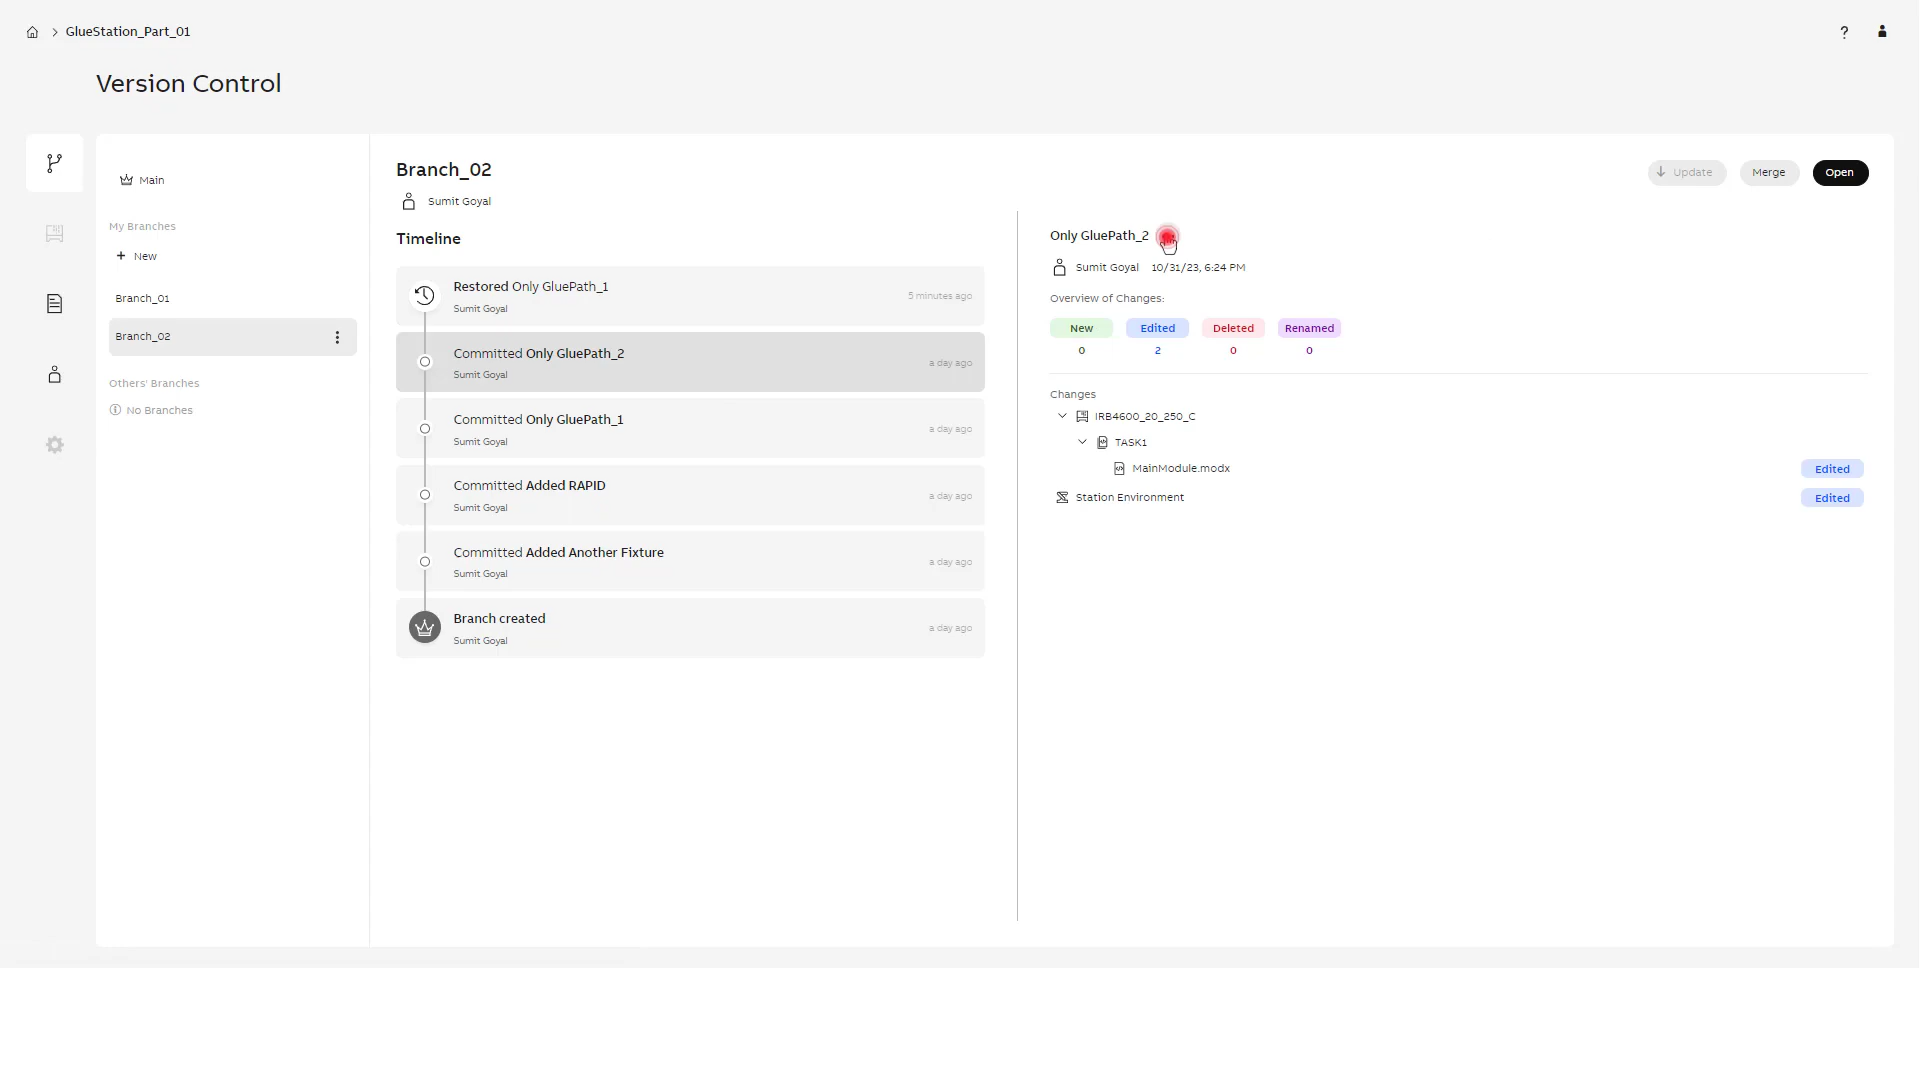 GlueStation_Part_01
?
Version Control
Main
My Branches
+ New
Branch_01
Branch_02
Others' Branches
No Branches
Branch_02
Sumit Goyal
Update
Merge
Open
Timeline
Restored Only GluePath_1
Sumit Goyal
5 minutes ago
Committed Only GluePath_2
Sumit Goyal
a day ago
Committed Only GluePath_1
Sumit Goyal
a day ago
Committed Added RAPID
Sumit Goyal
a day ago
Committed Added Another Fixture
Sumit Goyal
a day ago
Branch created
Sumit Goyal
a day ago
Only GluePath_2
Sumit Goyal 10/31/23, 6:24 PM
Overview of Changes:
New Edited Deleted Renamed
0 2 0 0
Changes
IRB4600_20_250_C
TASK1
MainModule.modx Edited
Station Environment Edited